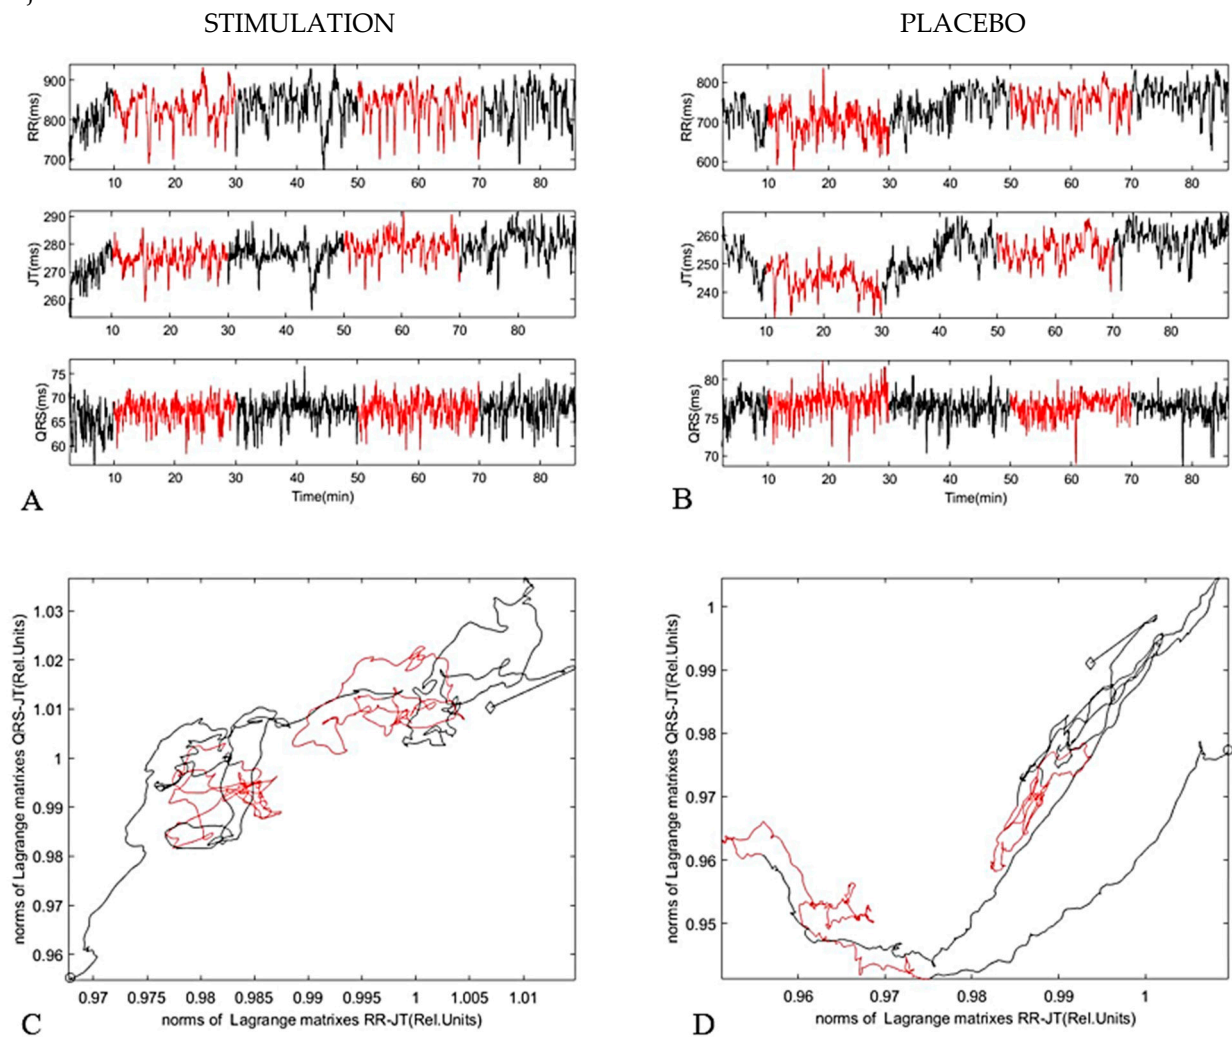 STIMULATION
PLACEBO
RR(ms)
900
800
700
10 20 30 40 50 60 70 80
JT(ms)
290
280
270
260
10 20 30 40 50 60 70 80
QRS(ms)
75
70
65
60
10 20 30 40 50 60 70 80
Time(min)
A
RR(ms)
800
700
600
10 20 30 40 50 60 70 80
JT(ms)
260
250
240
10 20 30 40 50 60 70 80
QRS(ms)
80
75
70
10 20 30 40 50 60 70 80
Time(min)
B
norms of Lagrange matrixes QRS-JT(Rel.Units)
1.03
1.02
1.01
1
0.99
0.98
0.97
0.96
0.97 0.975 0.98 0.985 0.99 0.995 1 1.005 1.01
norms of Lagrange matrixes RR-JT(Rel.Units)
C
norms of Lagrange matrixes QRS-JT(Rel.Units)
1
0.99
0.98
0.97
0.96
0.95
0.96 0.97 0.98 0.99 1
norms of Lagrange matrixes RR-JT(Rel.Units)
D